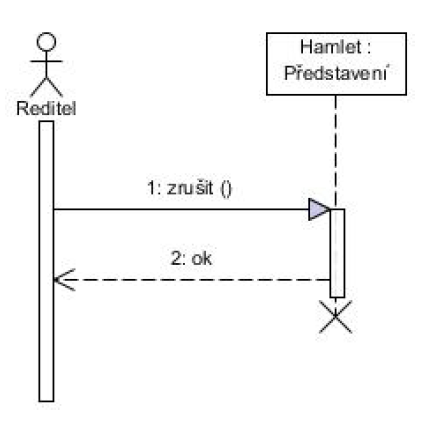 Hamlet :
Představení
Reditel
1: zrušit ()
2: ok